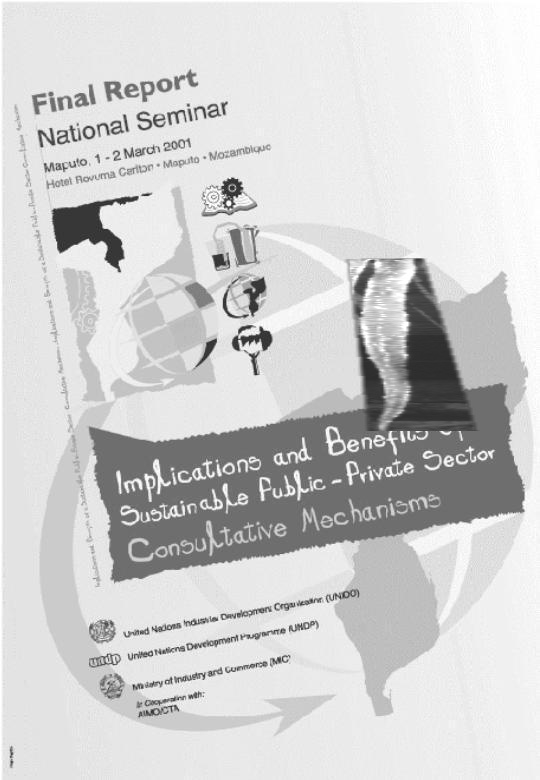 Final Report
National Seminar
Maputo, 1 - 2 March 2001
Hotel Rovuma Carlton • Maputo • Mozambique
Implications and Benefits of
Sustainable Public - Private Sector
Consultative Mechanisms
United Nations Industrial Development Organization (UNIDO)
undp United Nations Development Programme (UNDP)
Ministry of Industry and Commerce (MIC)
In Cooperation with:
AIMO/CTA